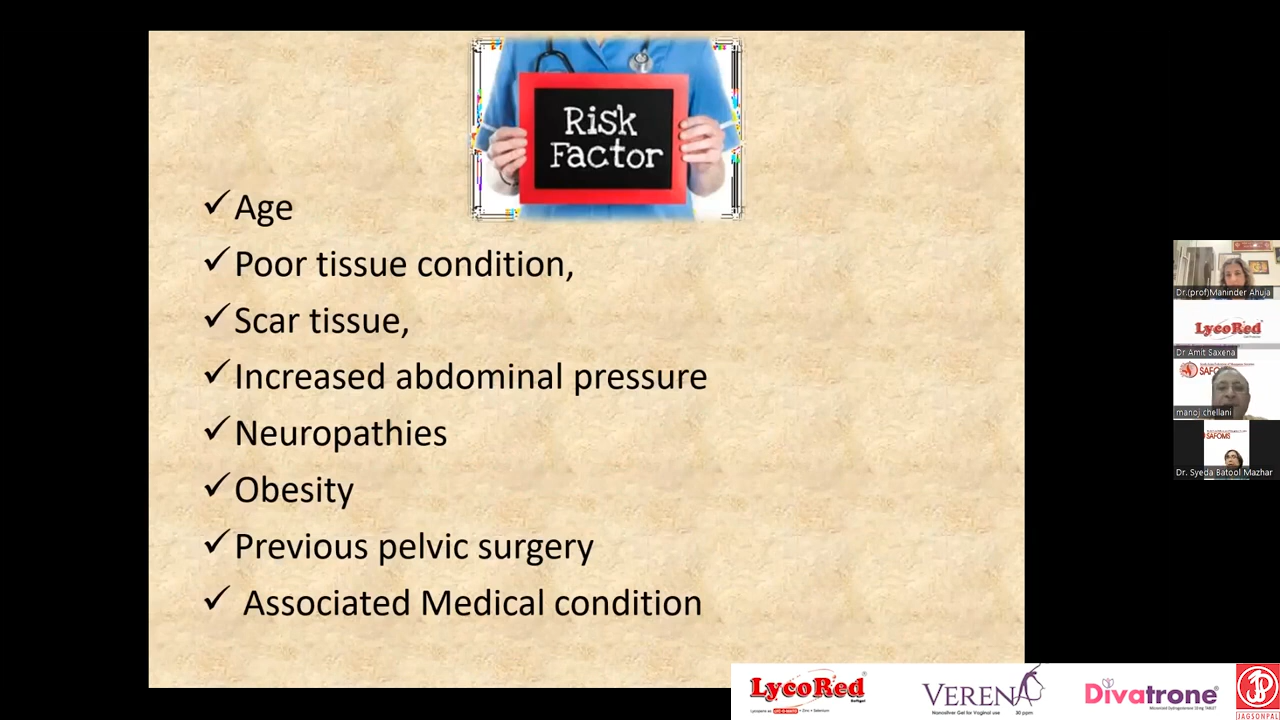 Risk
Factor
Age
Poor tissue condition,
Scar tissue,
Increased abdominal pressure
Neuropathies
Obesity
Previous pelvic surgery
Associated Medical condition
Dr.(prof)Maninder Ahuja
LycoRed
Dr Amit Saxena
SAFOMS
manoj chellani
SAFOMS
Dr. Syeda Batool Mazhar
LycoRed
Softgel
VERENA
Nanosilver Gel for Vaginal use 30 ppm
Divatrone
JAGSONPAL